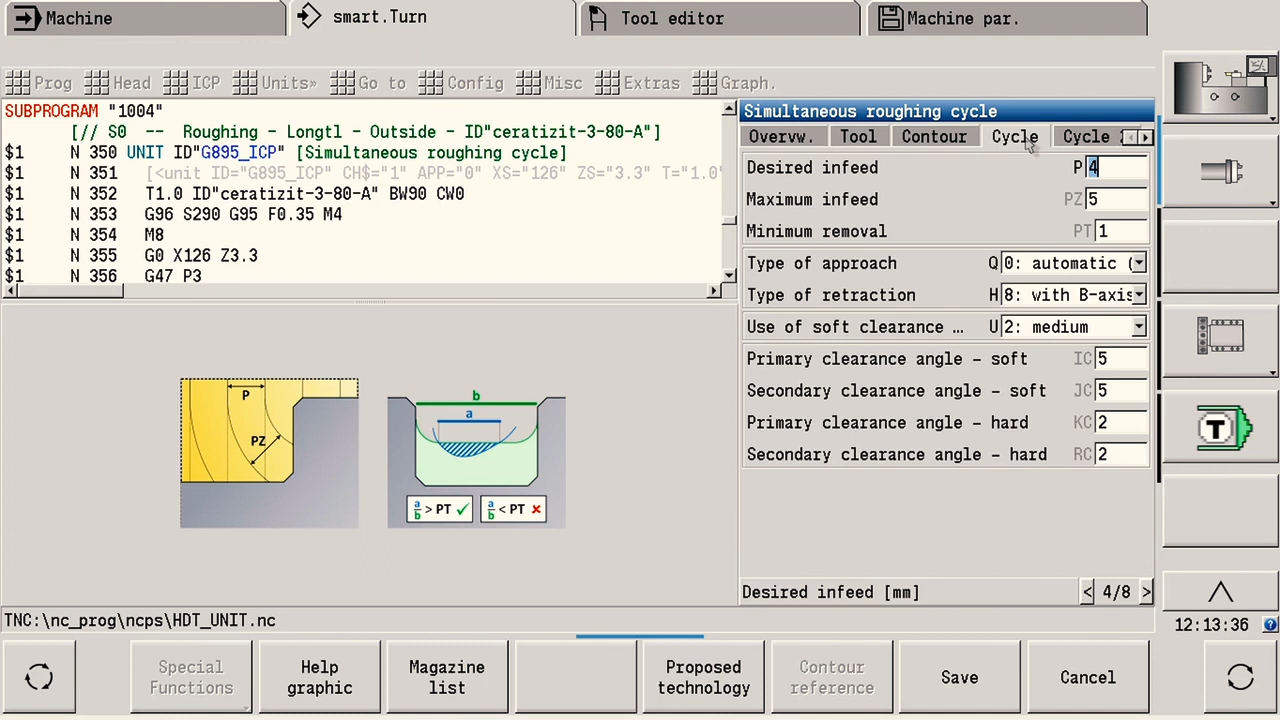 Machine
smart.Turn
Tool editor
Machine par.
Prog
Head
ICP
Units»
Go to
Config
Misc
Extras
Graph.
SUBPROGRAM "1004"
[// S0 -- Roughing - Longtl - Outside - ID"ceratizit-3-80-A"]
$1 N 350 UNIT ID"G895_ICP" [Simultaneous roughing cycle]
$1 N 351 [<unit ID="G895_ICP" CH$="1" APP="0" XS="126" ZS="3.3" T="1.0"
$1 N 352 T1.0 ID"ceratizit-3-80-A" BW90 CW0
$1 N 353 G96 S290 G95 F0.35 M4
$1 N 354 M8
$1 N 355 G0 X126 Z3.3
$1 N 356 G47 P3
Simultaneous roughing cycle
Overvw.
Tool
Contour
Cycle
Cycle
Desired infeed P 4
Maximum infeed PZ 5
Minimum removal PT 1
Type of approach Q 0: automatic (
Type of retraction H 8: with B-axis
Use of soft clearance ... U 2: medium
Primary clearance angle - soft IC 5
Secondary clearance angle - soft JC 5
Primary clearance angle - hard KC 2
Secondary clearance angle - hard RC 2
P
PZ
b
a
a/b > PT ✓
a/b < PT ✗
Desired infeed [mm]
< 4/8 >
TNC:\nc_prog\ncps\HDT_UNIT.nc
T
12:13:36
?
Special
Functions
Help
graphic
Magazine
list
Proposed
technology
Contour
reference
Save
Cancel